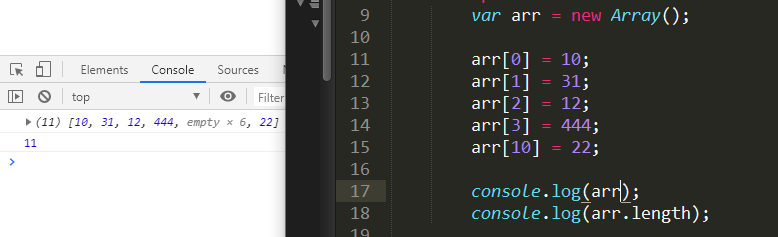 Elements Console Sources
top Filter
(11) [10, 31, 12, 444, empty × 6, 22]
11
9 var arr = new Array();
10
11 arr[0] = 10;
12 arr[1] = 31;
13 arr[2] = 12;
14 arr[3] = 444;
15 arr[10] = 22;
16
17 console.log(arr);
18 console.log(arr.length);
19